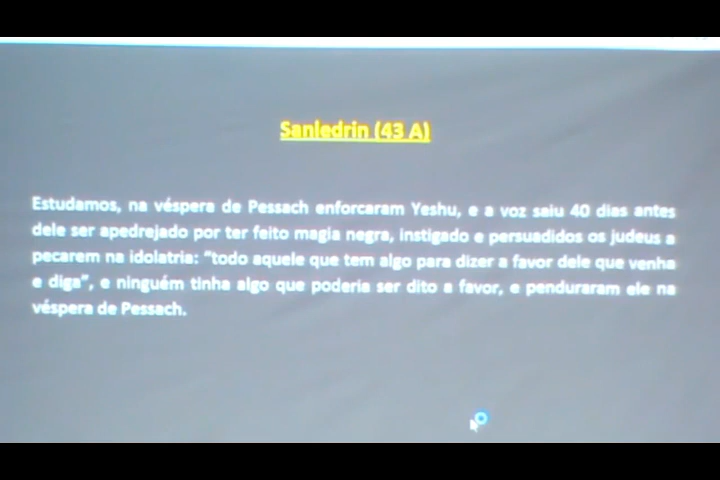 Sanledrin (43 A)
Estudamos, na véspera de Pessach enforcaram Yeshu, e a voz saiu 40 dias antes
dele ser apedrejado por ter feito magia negra, instigado e persuadidos os judeus a
pecarem na idolatria: "todo aquele que tem algo para dizer a favor dele que venha
e diga", e ninguém tinha algo que poderia ser dito a favor, e penduraram ele na
véspera de Pessach.